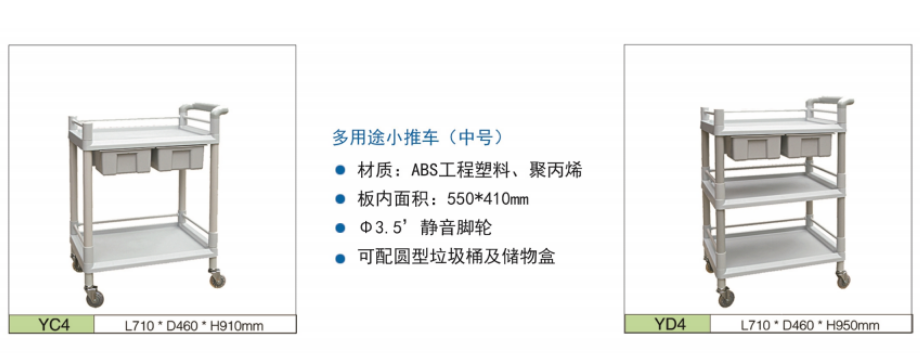 多用途小推车（中号）
材质：ABS工程塑料、聚丙烯
板内面积：550*410mm
Φ3.5’静音脚轮
可配圆型垃圾桶及储物盒
YC4
L710 * D460 * H910mm
YD4
L710 * D460 * H950mm